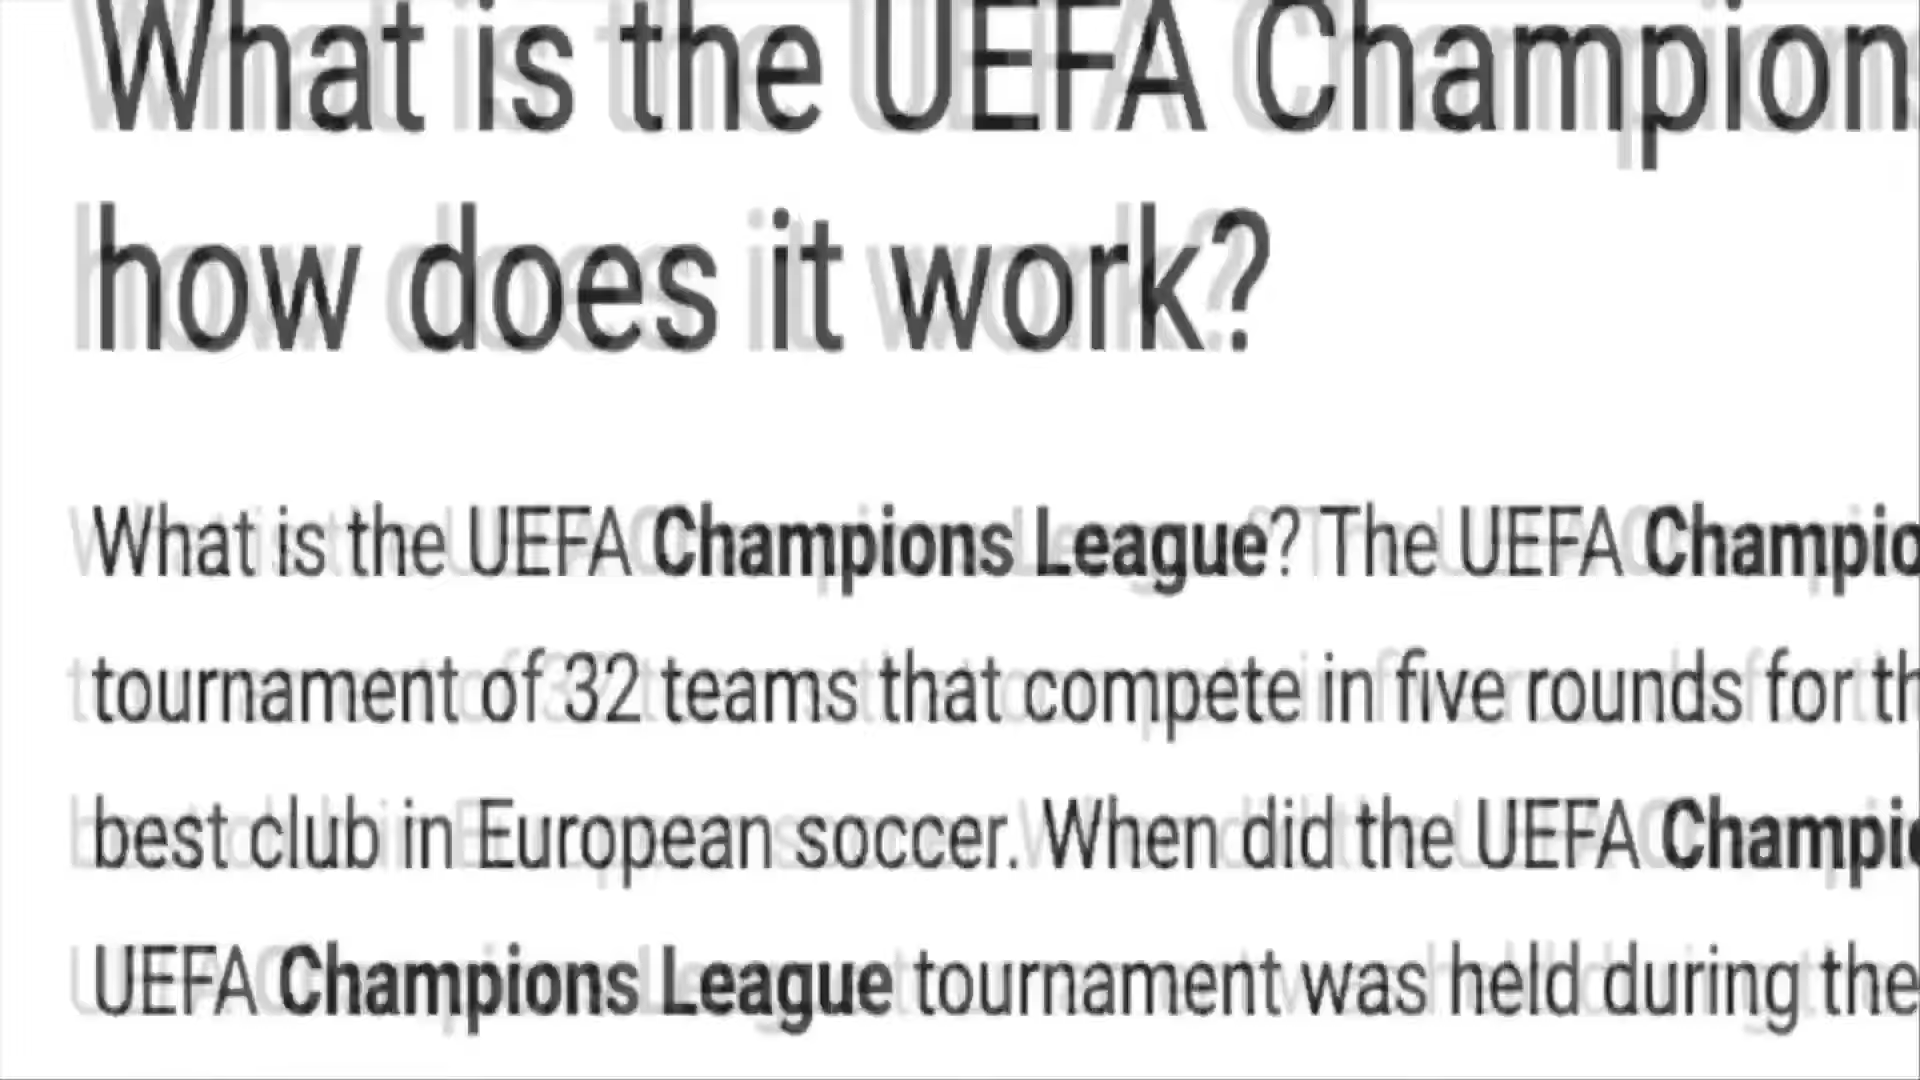 What is the UEFA Champion
how does it work?
What is the UEFA Champions League? The UEFA Champio
tournament of 32 teams that compete in five rounds for th
best club in European soccer. When did the UEFA Champio
UEFA Champions League tournament was held during the